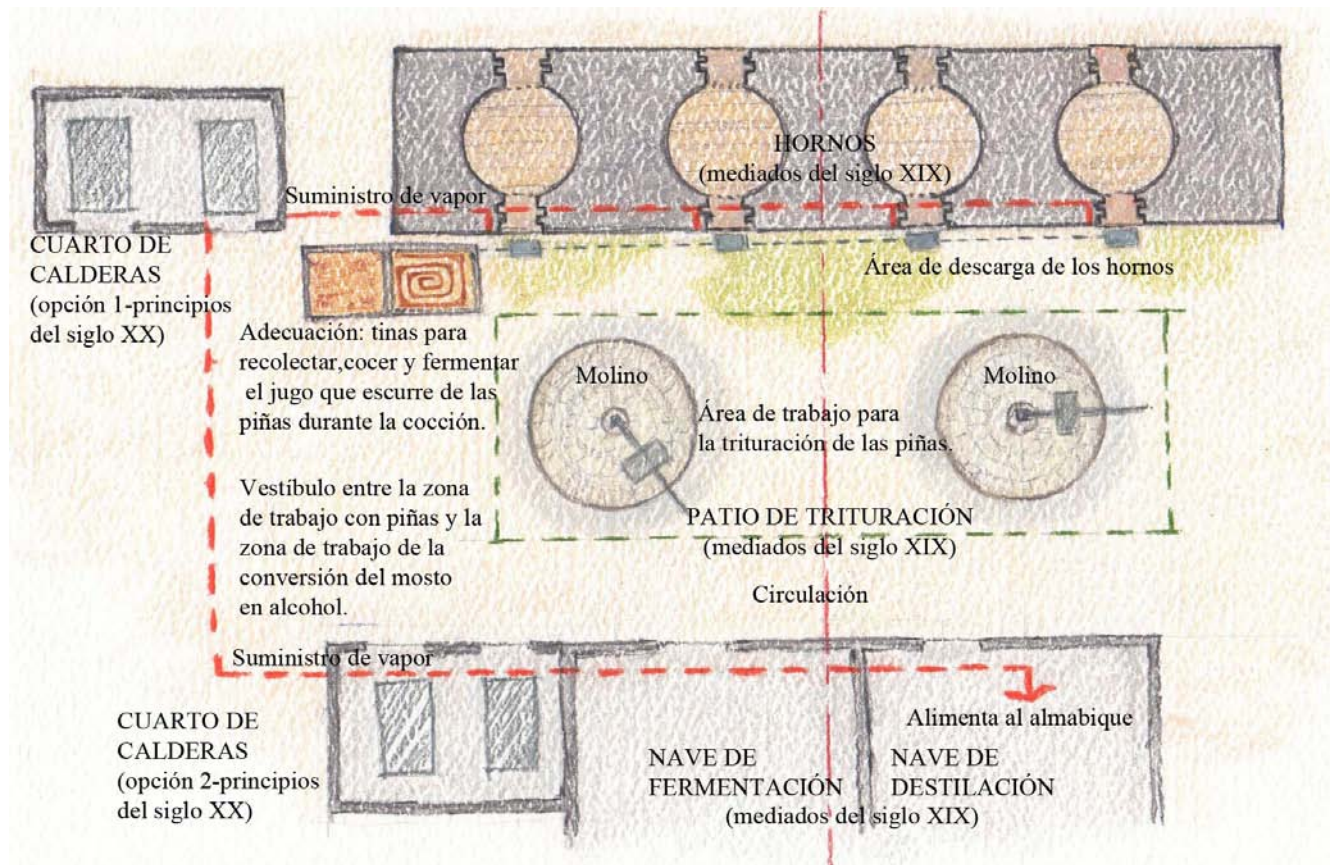 HORNOS
(mediados del siglo XIX)
Suministro de vapor
CUARTO DE
CALDERAS
(opción 1-principios
del siglo XX)
Área de descarga de los hornos
Adecuación: tinas para
recolectar,cocer y fermentar
el jugo que escurre de las
piñas durante la cocción.
Molino
Molino
Área de trabajo para
la trituración de las piñas.
Vestíbulo entre la zona
de trabajo con piñas y la
zona de trabajo de la
conversión del mosto
en alcohol.
PATIO DE TRITURACIÓN
(mediados del siglo XIX)
Circulación
Suministro de vapor
CUARTO DE
CALDERAS
(opción 2-principios
del siglo XX)
Alimenta al almabique
NAVE DE
FERMENTACIÓN
NAVE DE
DESTILACIÓN
(mediados del siglo XIX)